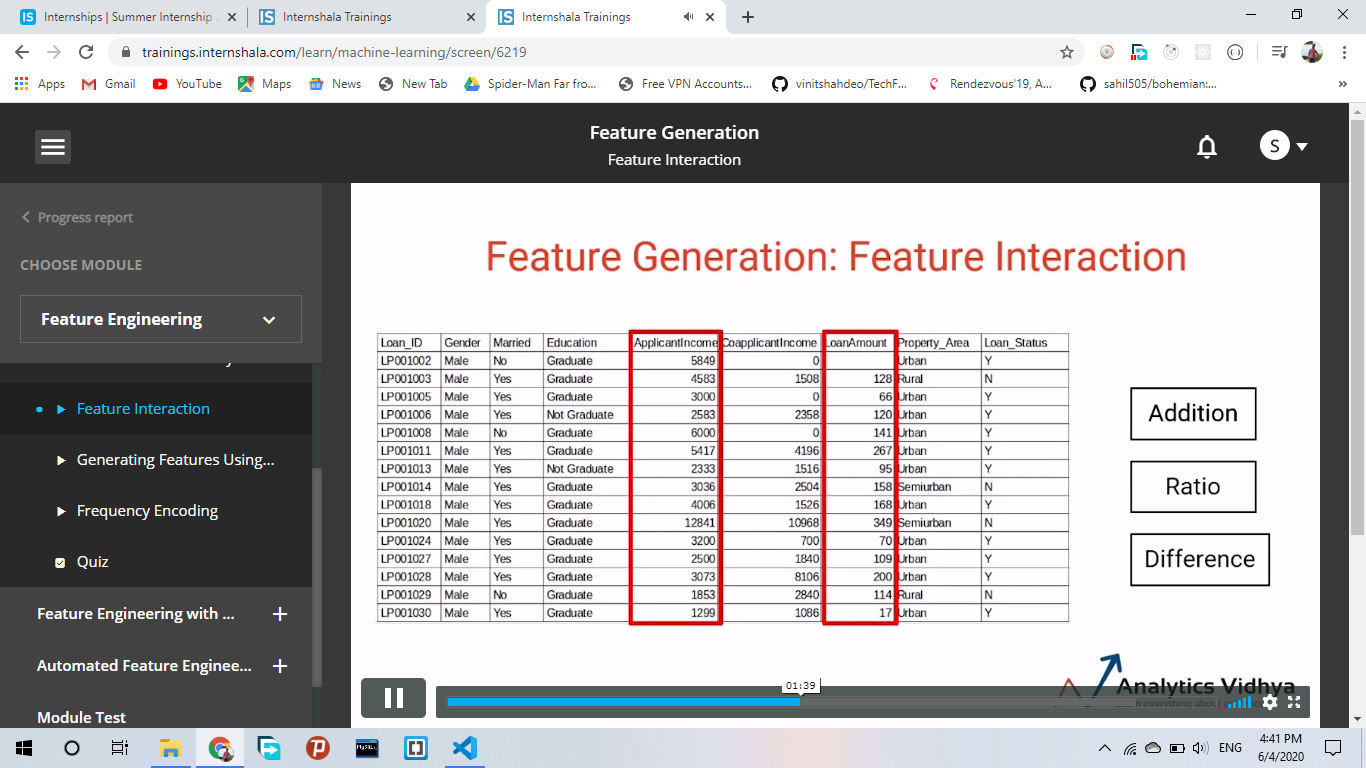 Internships | Summer Internship
Internshala Trainings
Internshala Trainings
trainings.internshala.com/learn/machine-learning/screen/6219
Apps Gmail YouTube Maps News New Tab Spider-Man Far fro... Free VPN Accounts... vinitshahdeo/TechF... Rendezvous'19, A... sahil505/bohemian:... »
Feature Generation
Feature Interaction
S
Progress report
CHOOSE MODULE
Feature Engineering
Feature Interaction
Generating Features Using...
Frequency Encoding
Quiz
Feature Engineering with ... +
Automated Feature Enginee... +
Module Test
Feature Generation: Feature Interaction
Loan_ID Gender Married Education ApplicantIncome CoapplicantIncome LoanAmount Property_Area Loan_Status
LP001002 Male No Graduate 5849 0 Urban Y
LP001003 Male Yes Graduate 4583 1508 128 Rural N
LP001005 Male Yes Graduate 3000 0 66 Urban Y
LP001006 Male Yes Not Graduate 2583 2358 120 Urban Y
LP001008 Male No Graduate 6000 0 141 Urban Y
LP001011 Male Yes Graduate 5417 4196 267 Urban Y
LP001013 Male Yes Not Graduate 2333 1516 95 Urban Y
LP001014 Male Yes Graduate 3036 2504 158 Semiurban N
LP001018 Male Yes Graduate 4006 1526 168 Urban Y
LP001020 Male Yes Graduate 12841 10968 349 Semiurban N
LP001024 Male Yes Graduate 3200 700 70 Urban Y
LP001027 Male Yes Graduate 2500 1840 109 Urban Y
LP001028 Male Yes Graduate 3073 8106 200 Urban Y
LP001029 Male No Graduate 1853 2840 114 Rural N
LP001030 Male Yes Graduate 1299 1086 17 Urban Y
Addition
Ratio
Difference
Analytics Vidhya
01:39
ENG
4:41 PM
6/4/2020